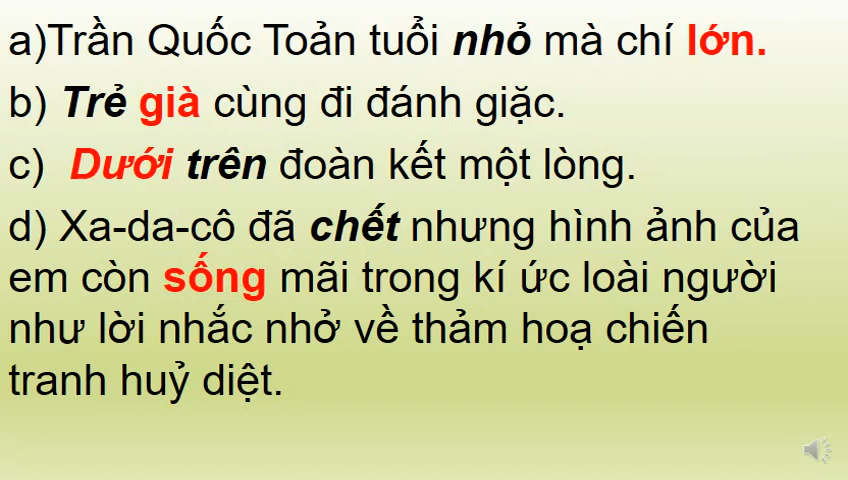 a)Trần Quốc Toản tuổi nhỏ mà chí lớn.
b) Trẻ già cùng đi đánh giặc.
c) Dưới trên đoàn kết một lòng.
d) Xa-da-cô đã chết nhưng hình ảnh của
em còn sống mãi trong kí ức loài người
như lời nhắc nhở về thảm hoạ chiến
tranh huỷ diệt.